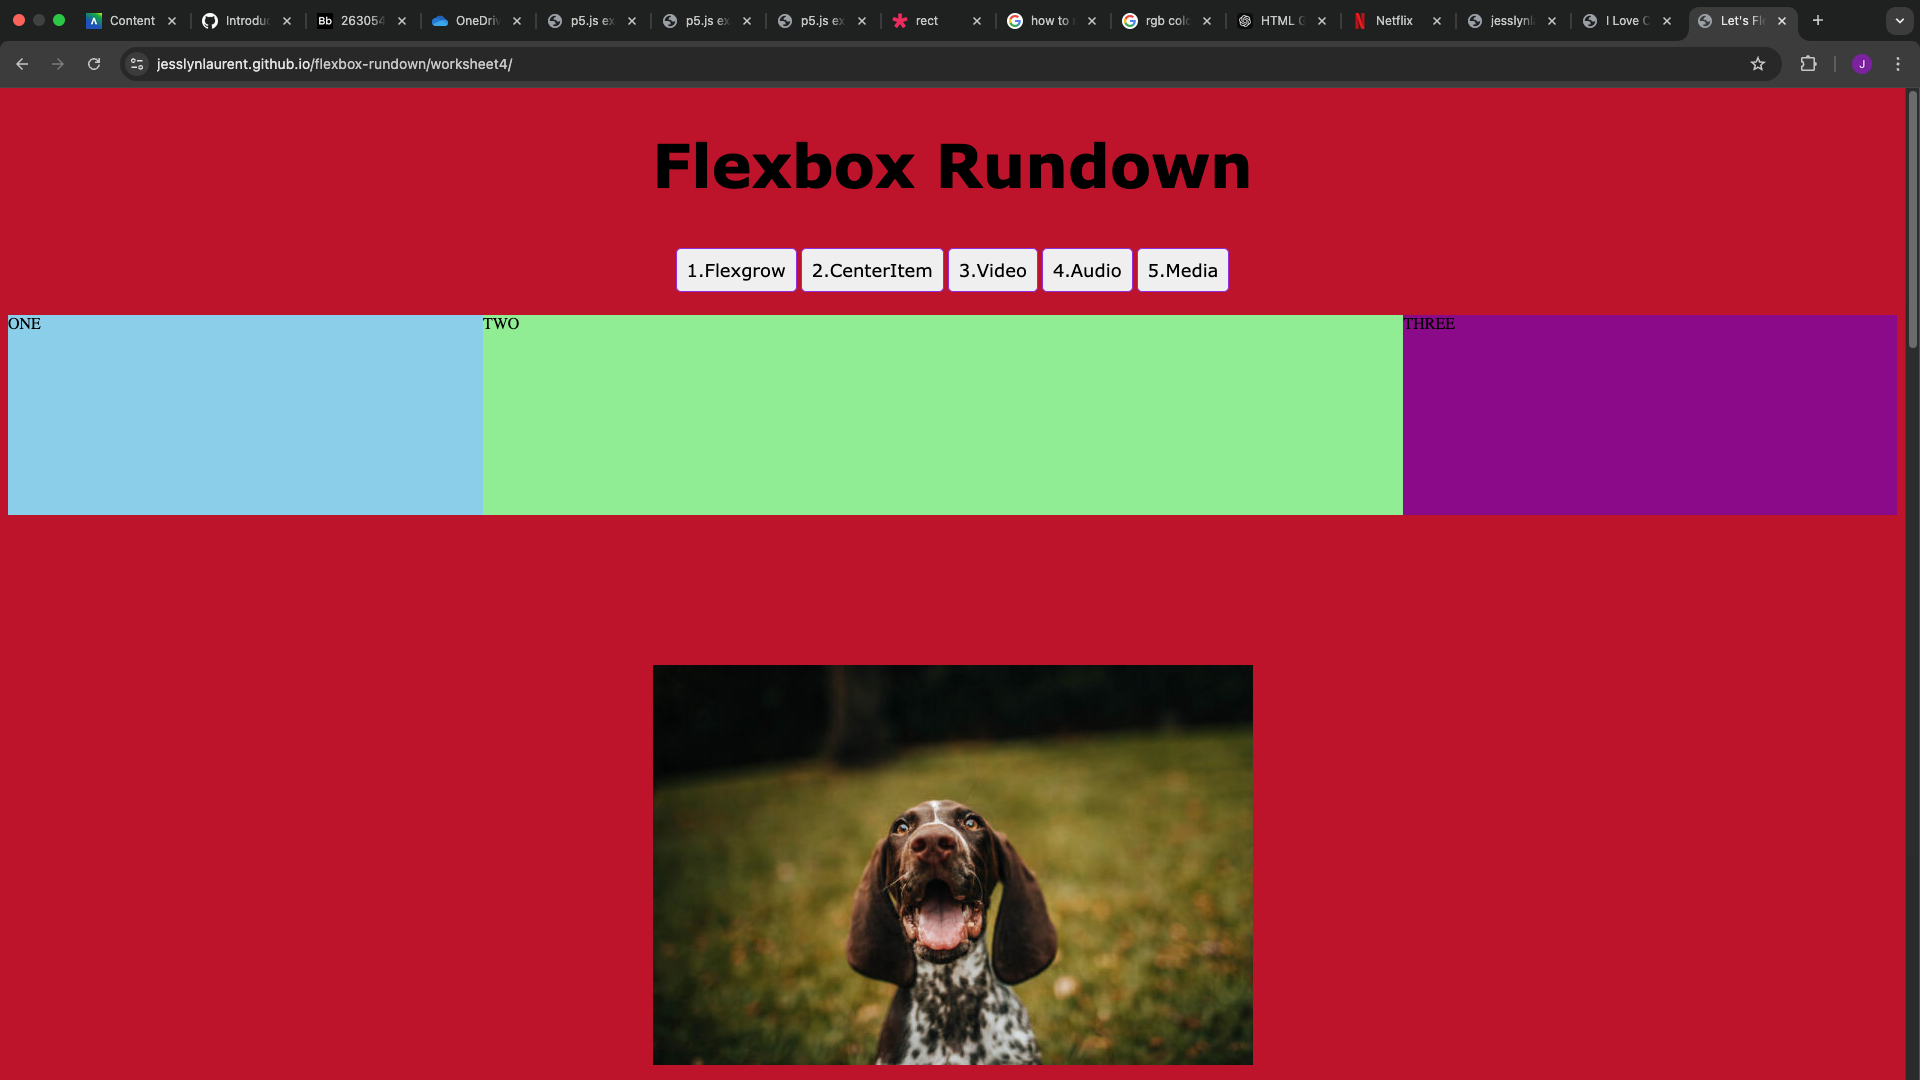 Content
Introduc
Bb 263054
OneDriv
p5.js ex
p5.js ex
p5.js ex
rect
how to
rgb colo
HTML G
Netflix
jesslynl
I Love C
Let's Fl
jesslynlaurent.github.io/flexbox-rundown/worksheet4/
J
Flexbox Rundown
1.Flexgrow 2.CenterItem 3.Video 4.Audio 5.Media
ONE TWO THREE